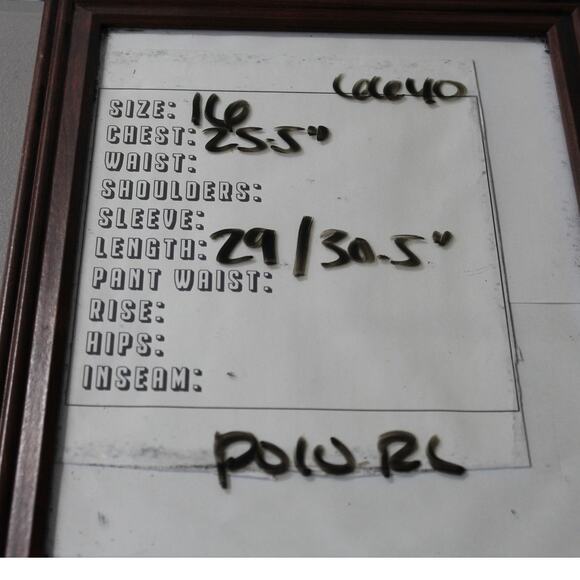 6640
SIZE: 16
CHEST: 25.5"
WAIST:
SHOULDERS:
SLEEVE:
LENGTH: 29/30.5"
PANT WAIST:
RISE:
HIPS:
INSEAM:
POLO RL